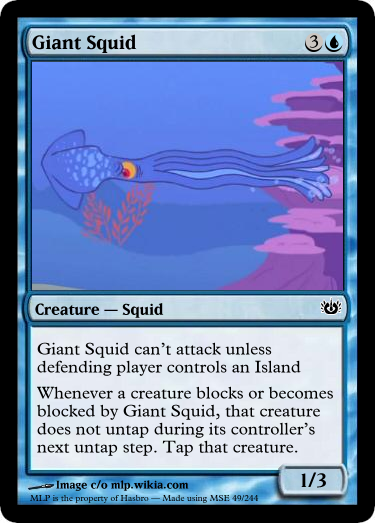 Giant Squid 3
Creature — Squid
Giant Squid can't attack unless
defending player controls an Island
Whenever a creature blocks or becomes
blocked by Giant Squid, that creature
does not untap during its controller's
next untap step. Tap that creature.
1/3
Image c/o mlp.wikia.com
MLP is the property of Hasbro — Made using MSE 49/244